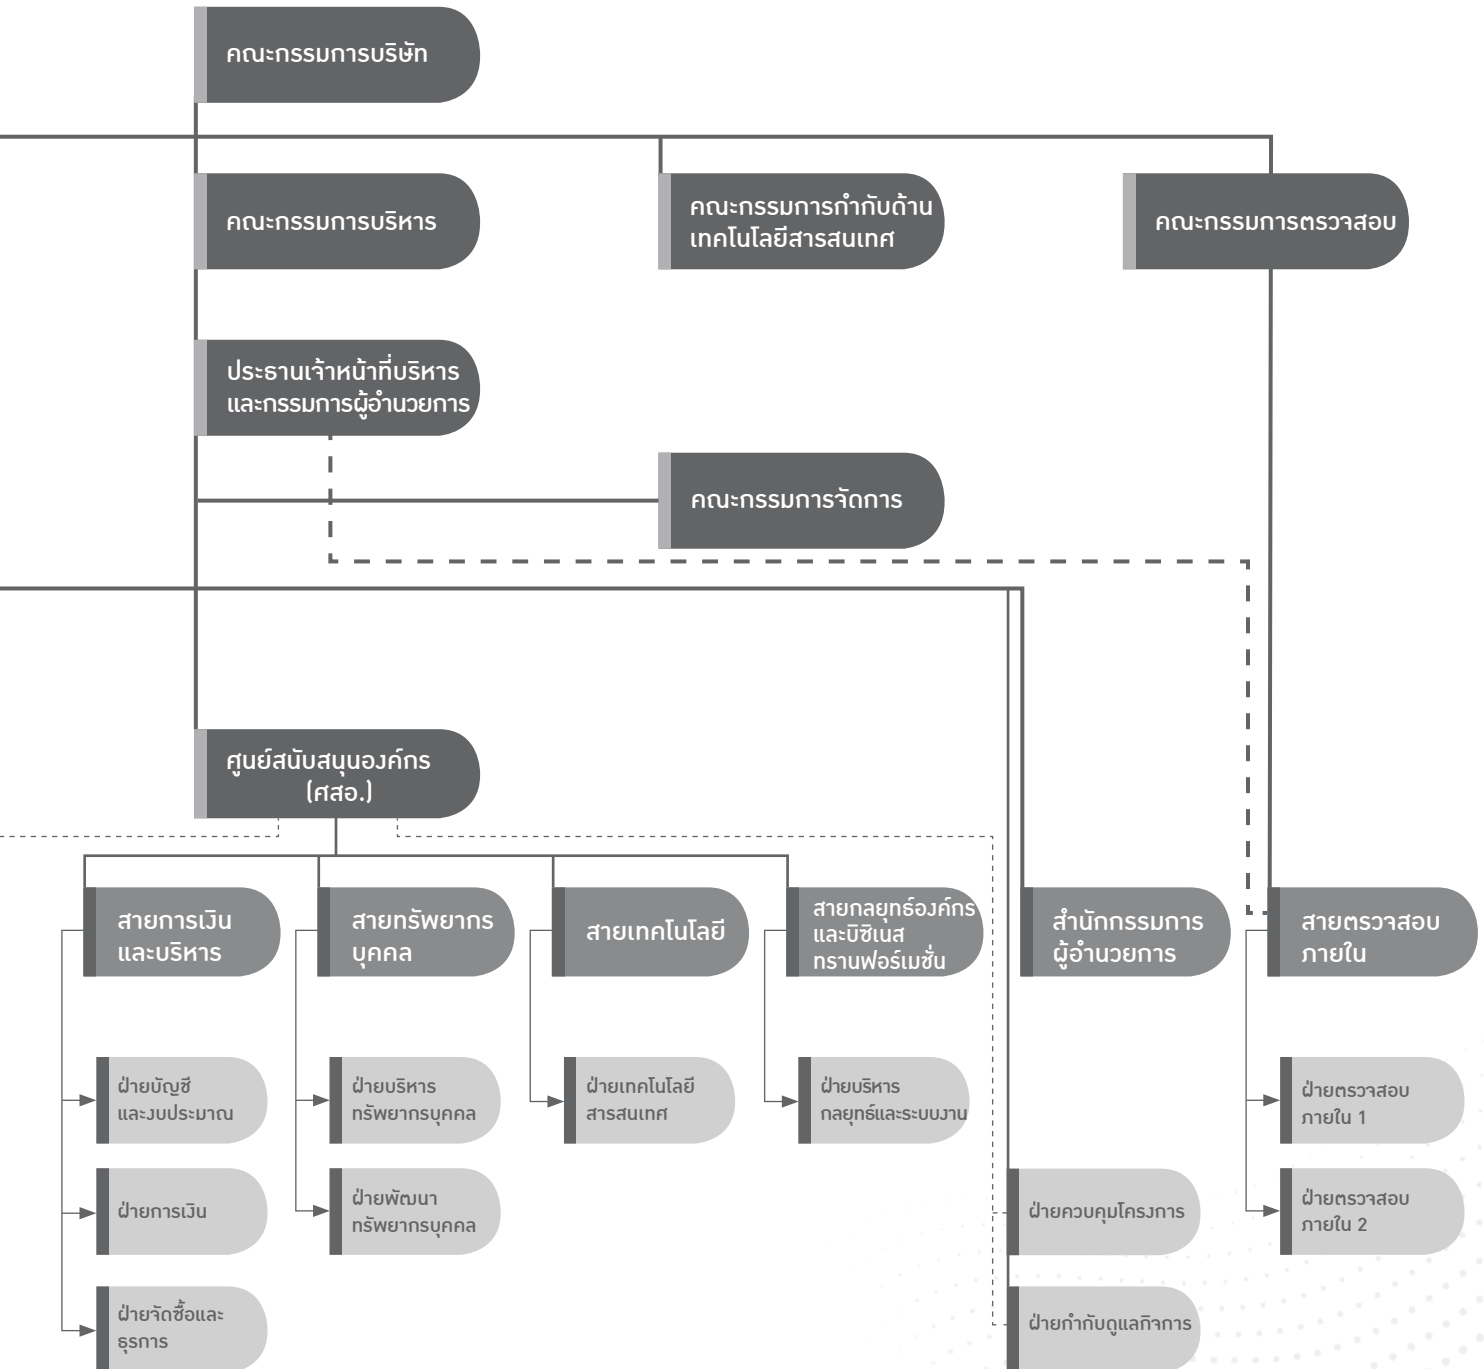 คณะกรรมการบริษัท
คณะกรรมการบริหาร
คณะกรรมการกำกับด้าน
เทคโนโลยีสารสนเทศ
คณะกรรมการตรวจสอบ
ประธานเจ้าหน้าที่บริหาร
และกรรมการผู้อำนวยการ
คณะกรรมการจัดการ
ศูนย์สนับสนุนองค์กร
(ศสอ.)
สายการเงิน
และบริหาร
สายทรัพยากร
บุคคล
สายเทคโนโลยี
สายกลยุทธ์องค์กร
และบิซิเนส
ทรานฟอร์เมชั่น
สำนักกรรมการ
ผู้อำนวยการ
สายตรวจสอบ
ภายใน
ฝ่ายบัญชี
และงบประมาณ
ฝ่ายบริหาร
ทรัพยากรบุคคล
ฝ่ายเทคโนโลยี
สารสนเทศ
ฝ่ายบริหาร
กลยุทธ์และระบบงาน
ฝ่ายตรวจสอบ
ภายใน 1
ฝ่ายการเงิน
ฝ่ายพัฒนา
ทรัพยากรบุคคล
ฝ่ายควบคุมโครงการ
ฝ่ายตรวจสอบ
ภายใน 2
ฝ่ายจัดซื้อและ
ธุรการ
ฝ่ายกำกับดูแลกิจการ